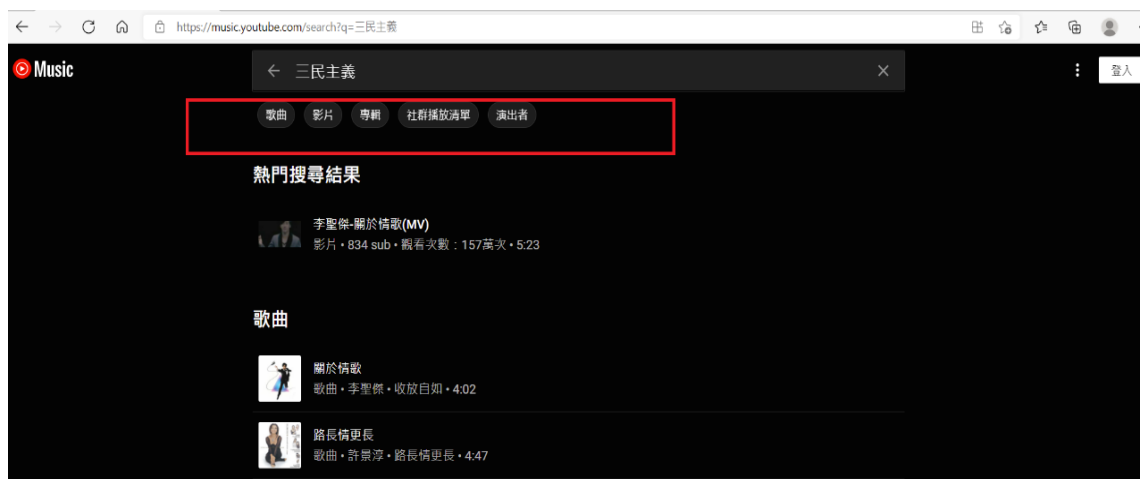 https://music.youtube.com/search?q=三民主義
Music
三民主義
登入
歌曲 影片 專輯 社群播放清單 演出者
熱門搜尋結果
李聖傑-關於情歌(MV)
影片 • 834 sub • 觀看次數：157萬次 • 5:23
歌曲
關於情歌
歌曲 • 李聖傑 • 收放自如 • 4:02
路長情更長
歌曲 • 許景淳 • 路長情更長 • 4:47